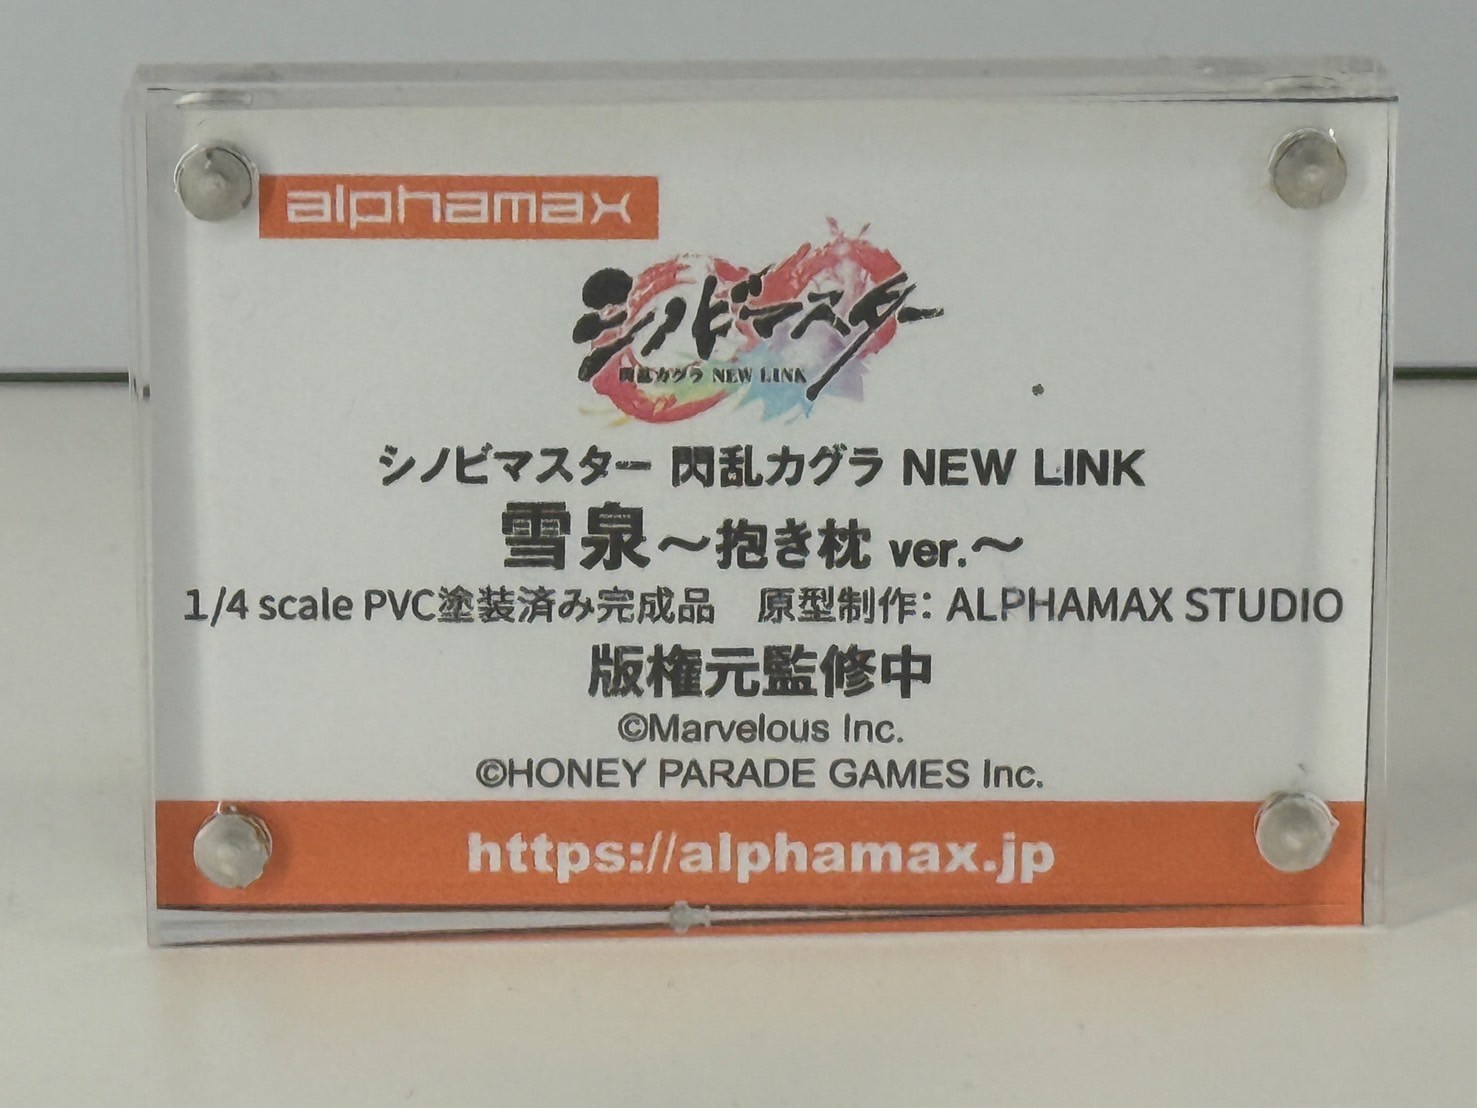 alphamax
シノビマスター
閃乱カグラ NEW LINK
シノビマスター 閃乱カグラ NEW LINK
雪泉～抱き枕 ver.～
1/4 scale PVC塗装済み完成品　原型制作：ALPHAMAX STUDIO
版権元監修中
©Marvelous Inc.
©HONEY PARADE GAMES Inc.
https://alphamax.jp